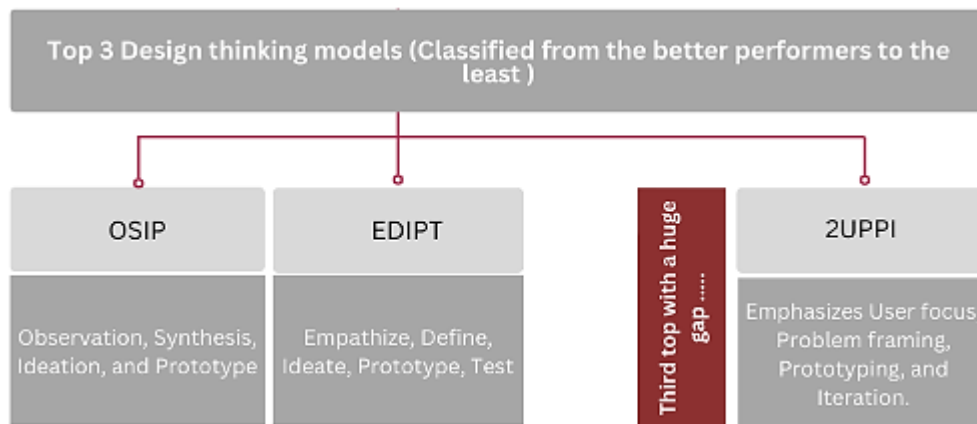 Top 3 Design thinking models (Classified from the better performers to the
least )
OSIP
Observation, Synthesis,
Ideation, and Prototype
EDIPT
Empathize, Define,
Ideate, Prototype, Test
Third top with a huge
gap .....
2UPPI
Emphasizes User focus
Problem framing,
Prototyping, and
Iteration.